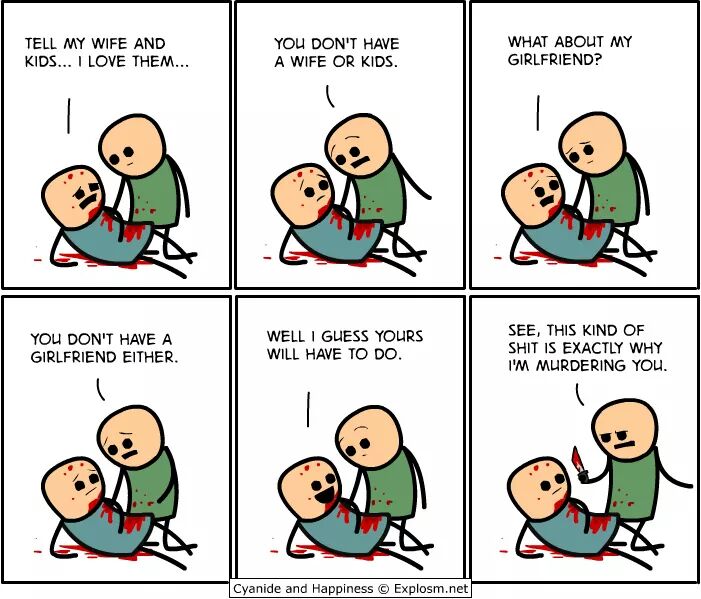 TELL MY WIFE AND
KIDS... I LOVE THEM...
YOU DON'T HAVE
A WIFE OR KIDS.
WHAT ABOUT MY
GIRLFRIEND?
YOU DON'T HAVE A
GIRLFRIEND EITHER.
WELL I GUESS YOURS
WILL HAVE TO DO.
SEE, THIS KIND OF
SHIT IS EXACTLY WHY
I'M MURDERING YOU.
Cyanide and Happiness © Explosm.net